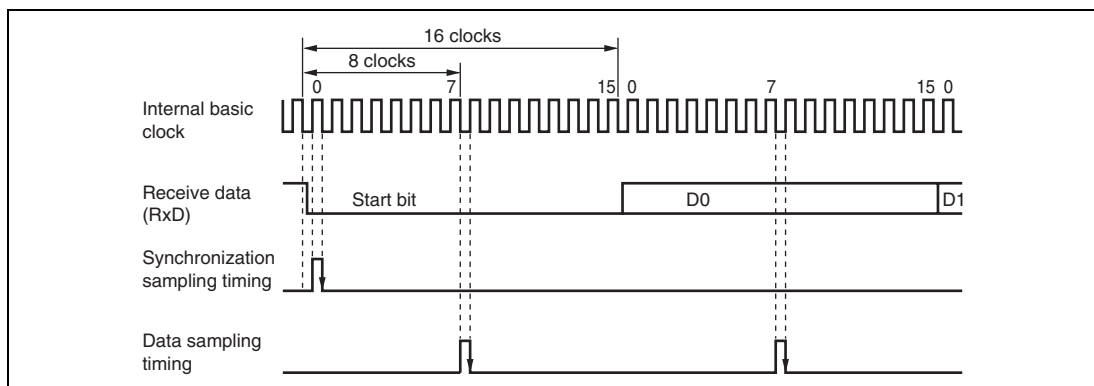 16 clocks
8 clocks
0 7 15 0 7 15 0
Internal basic
clock
Receive data
(RxD)
Start bit D0 D1
Synchronization
sampling timing
Data sampling
timing